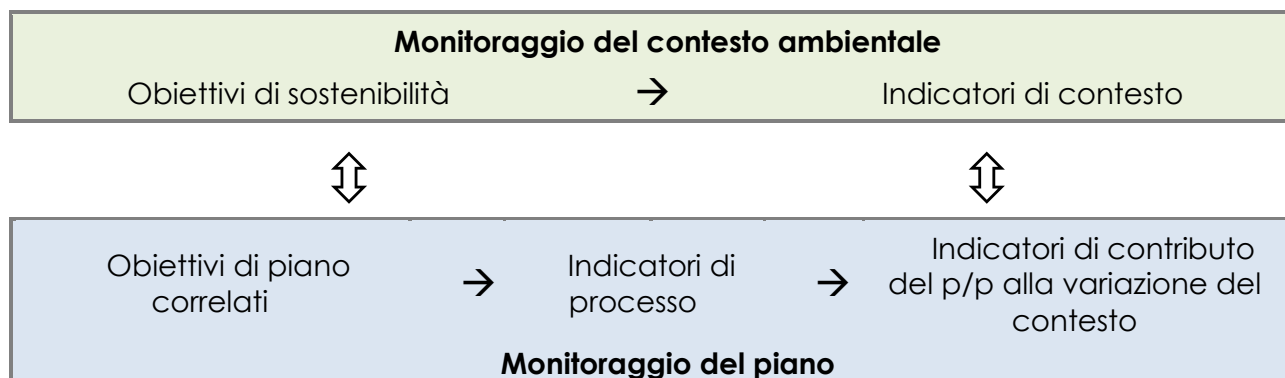 Monitoraggio del contesto ambientale
Obiettivi di sostenibilità → Indicatori di contesto
⇕ ⇕
Obiettivi di piano
correlati
→
Indicatori di
processo
→
Indicatori di contributo
del p/p alla variazione del
contesto
Monitoraggio del piano